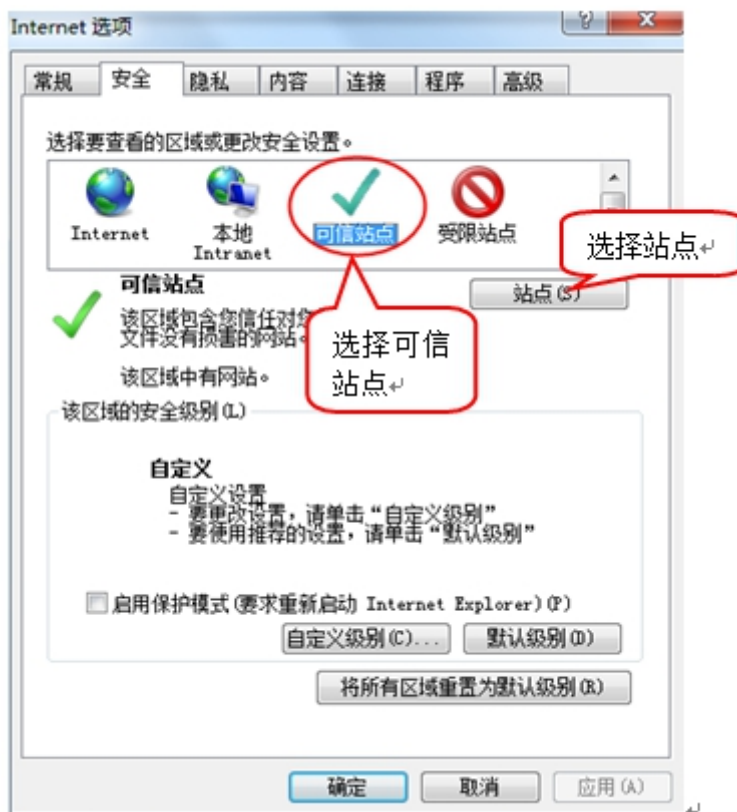 Internet 选项
常规 安全 隐私 内容 连接 程序 高级
选择要查看的区域或更改安全设置。
Internet
本地
Intranet
可信站点
受限站点
选择站点
可信站点
站点(S)
该区域包含您信任对您
文件没有损害的网站。
选择可信
站点
该区域中有网站。
该区域的安全级别(L)
自定义
自定义设置
- 要更改设置，请单击“自定义级别”
- 要使用推荐的设置，请单击“默认级别”
启用保护模式(要求重新启动 Internet Explorer)(P)
自定义级别(C)... 默认级别(D)
将所有区域重置为默认级别(R)
确定 取消 应用(A)